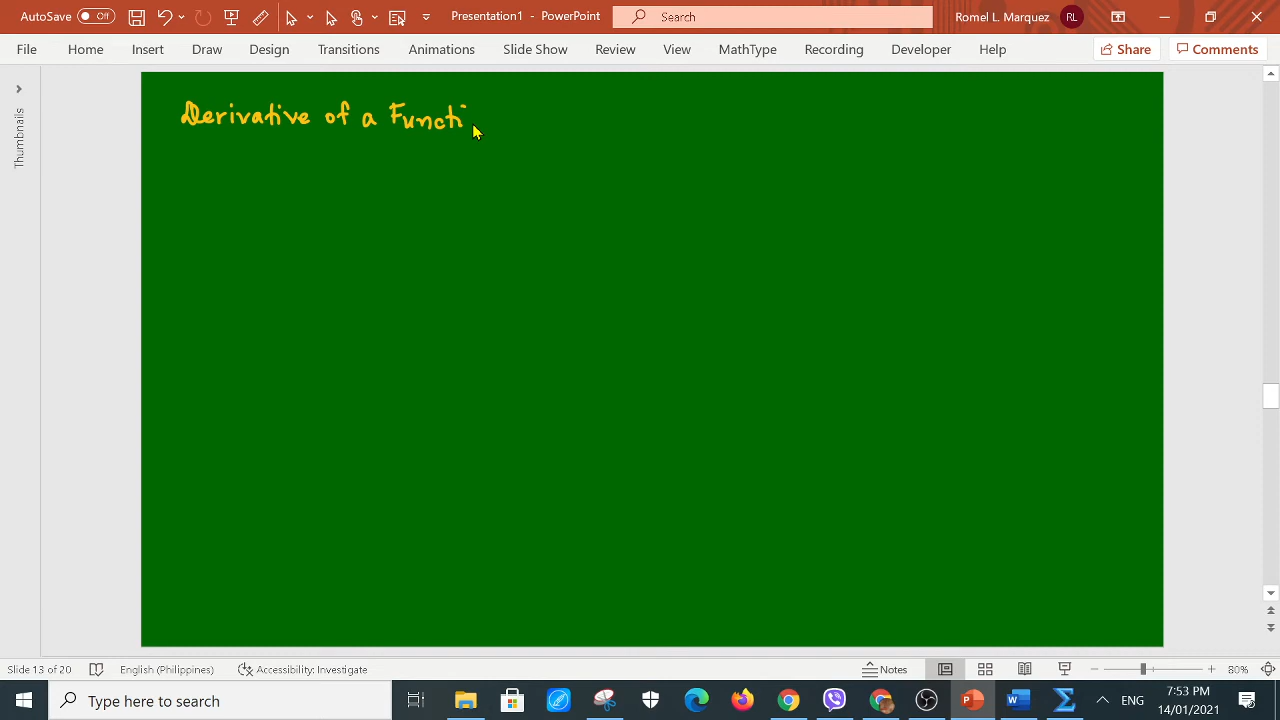 AutoSave Off Presentation1 - PowerPoint Search Romel L. Marquez RL
File Home Insert Draw Design Transitions Animations Slide Show Review View MathType Recording Developer Help Share Comments
Thumbnails
Derivative of a Functi
Slide 13 of 20 English (Philippines) Accessibility: Investigate Notes 80%
Type here to search ENG 7:53 PM
14/01/2021